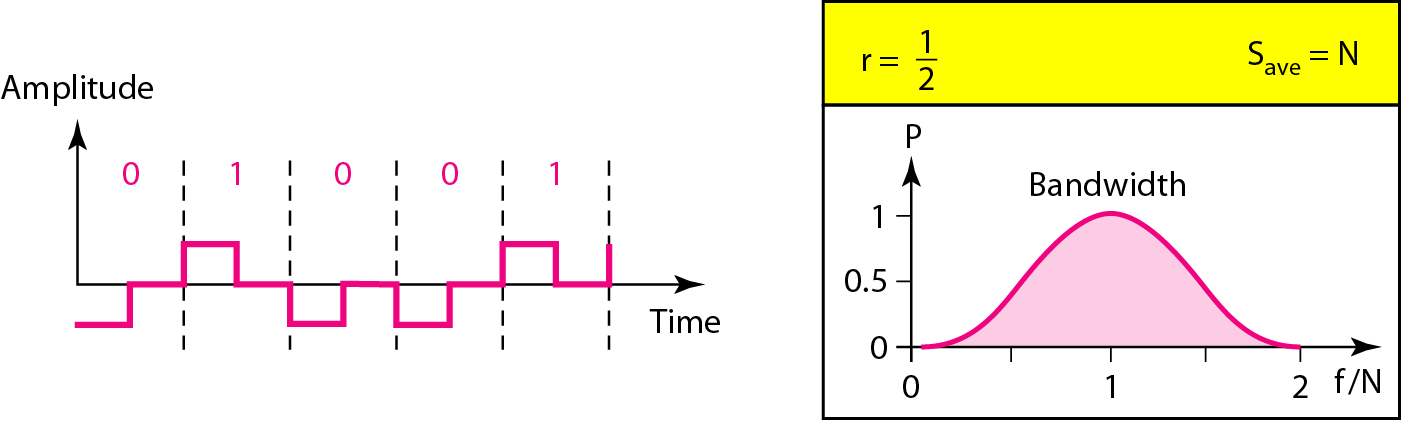 Amplitude
0 1 0 0 1
Time
r = 1/2
S_ave = N
P
Bandwidth
1
0.5
0
0 1 2 f/N